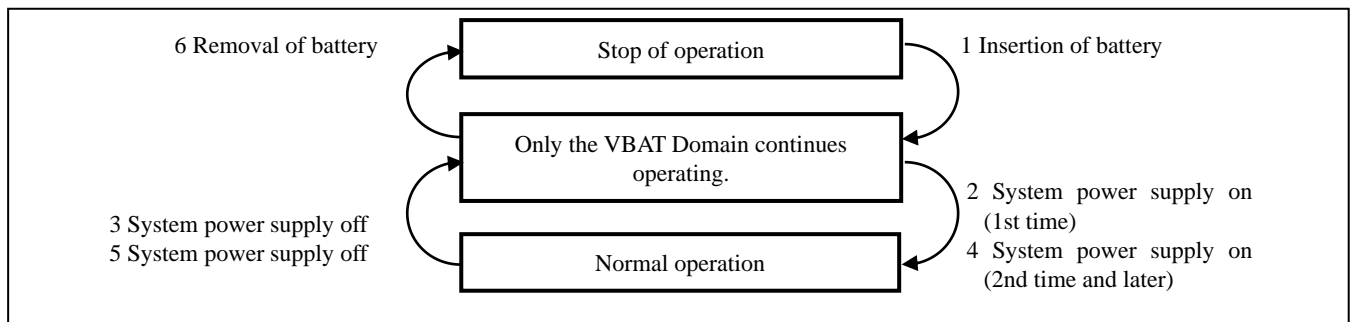 6 Removal of battery
Stop of operation
1 Insertion of battery
Only the VBAT Domain continues
operating.
2 System power supply on
(1st time)
3 System power supply off
5 System power supply off
Normal operation
4 System power supply on
(2nd time and later)